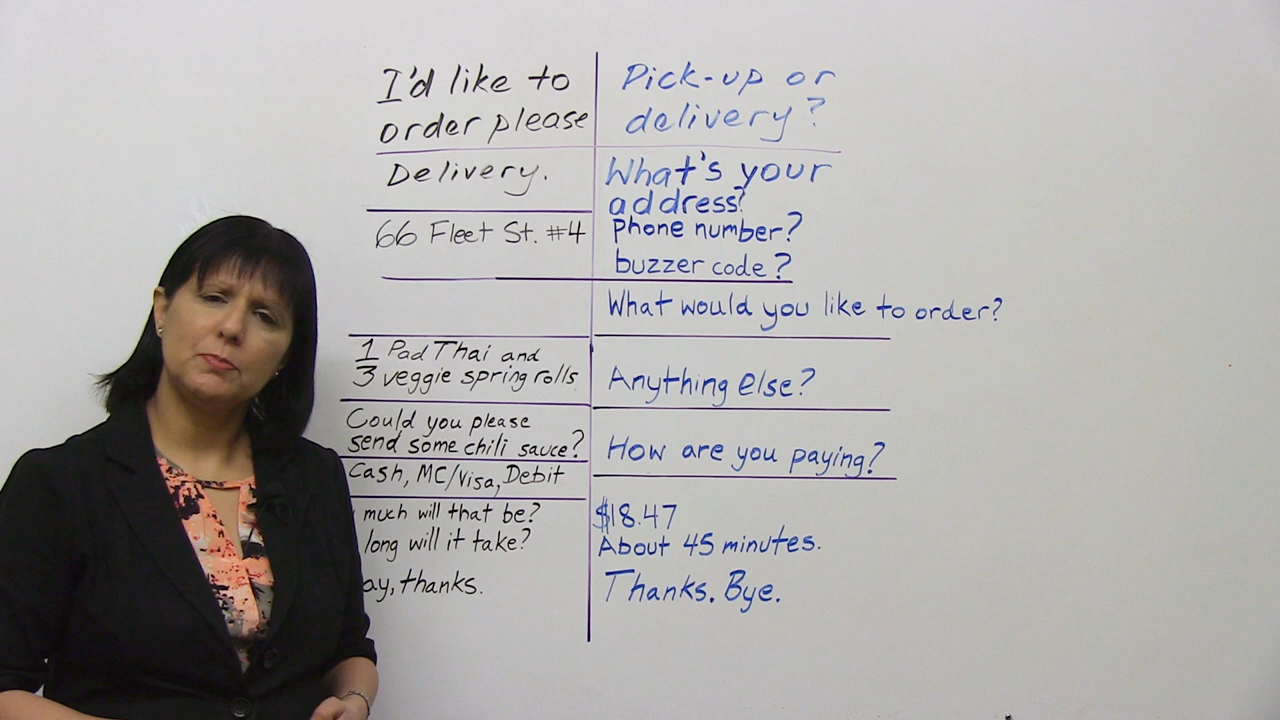 I'd like to
order please
Pick-up or
delivery?
Delivery.
What's your
address?
66 Fleet St. #4
phone number?
buzzer code?
What would you like to order?
1 Pad Thai and
3 veggie spring rolls
Anything else?
Could you please
send some chili sauce?
How are you paying?
Cash, MC/Visa, Debit
much will that be?
long will it take?
$18.47
About 45 minutes.
ay, thanks.
Thanks. Bye.